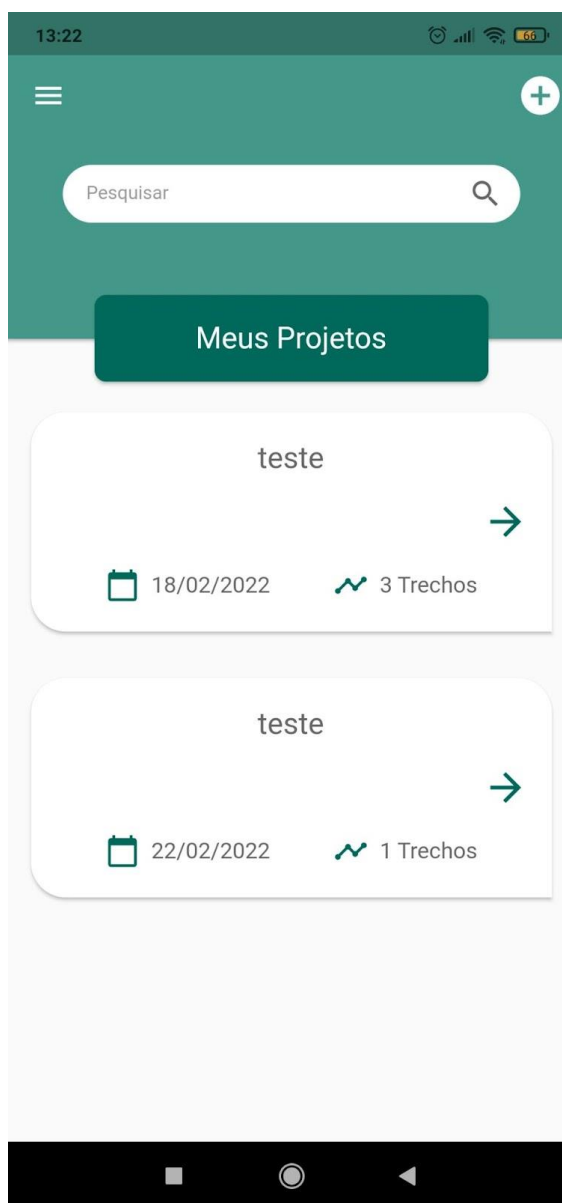 13:22
66
Pesquisar
Meus Projetos
teste
18/02/2022 3 Trechos
teste
22/02/2022 1 Trechos